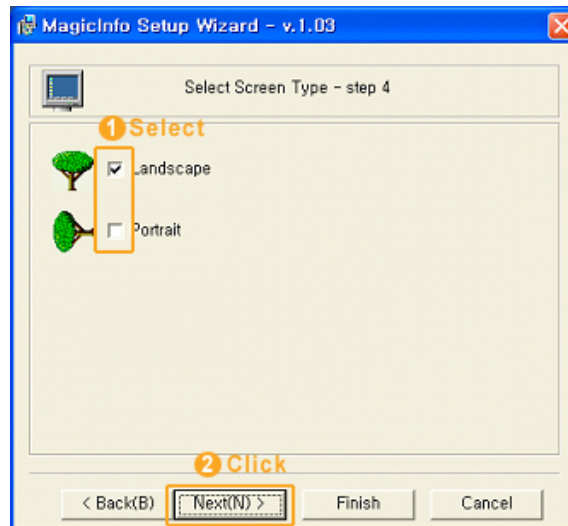 MagicInfo Setup Wizard - v.1.03
Select Screen Type - step 4
1 Select
Landscape
Portrait
2 Click
< Back(B)
Next(N) >
Finish
Cancel